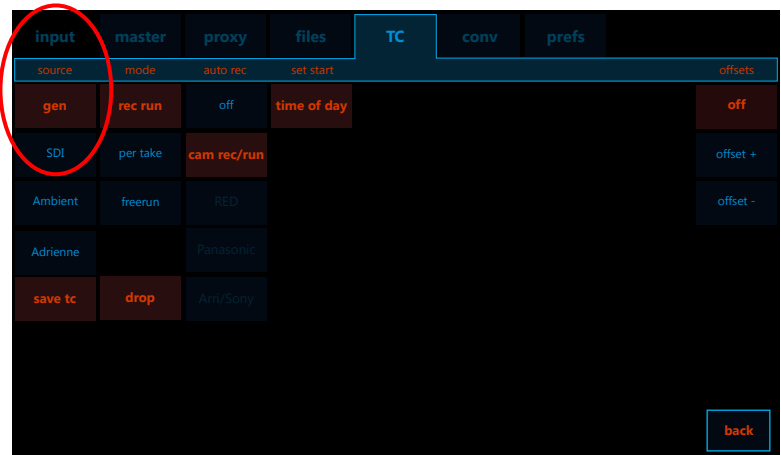 input master proxy files TC conv prefs
source mode auto rec set start offsets
gen rec run off time of day off
SDI per take cam rec/run offset +
Ambient freerun RED offset -
Adrienne Panasonic
save tc drop Arri/Sony
back